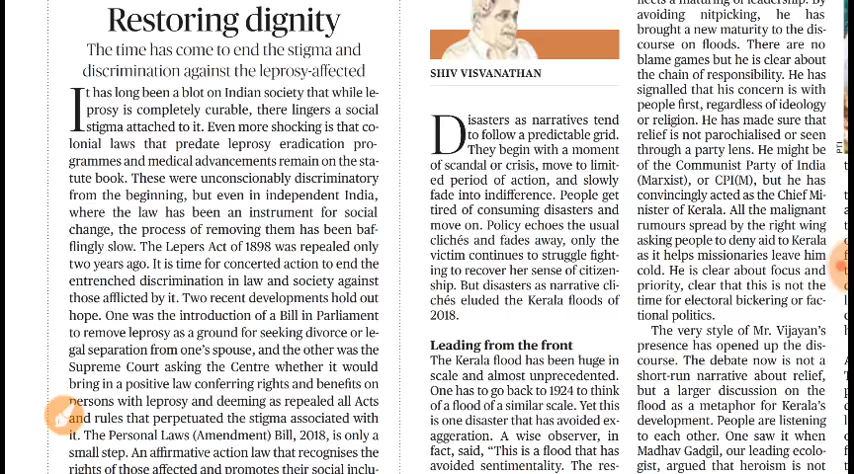 Restoring dignity
The time has come to end the stigma and
discrimination against the leprosy-affected
It has long been a blot on Indian society that while le-
prosy is completely curable, there lingers a social
stigma attached to it. Even more shocking is that co-
lonial laws that predate leprosy eradication pro-
grammes and medical advancements remain on the sta-
tute book. These were unconscionably discriminatory
from the beginning, but even in independent India,
where the law has been an instrument for social
change, the process of removing them has been baf-
flingly slow. The Lepers Act of 1898 was repealed only
two years ago. It is time for concerted action to end the
entrenched discrimination in law and society against
those afflicted by it. Two recent developments hold out
hope. One was the introduction of a Bill in Parliament
to remove leprosy as a ground for seeking divorce or le-
gal separation from one's spouse, and the other was the
Supreme Court asking the Centre whether it would
bring in a positive law conferring rights and benefits on
persons with leprosy and deeming as repealed all Acts
and rules that perpetuated the stigma associated with
it. The Personal Laws (Amendment) Bill, 2018, is only a
small step. An affirmative action law that recognises the
rights of those affected and promotes their social inclu-
SHIV VISVANATHAN
Disasters as narratives tend
to follow a predictable grid.
They begin with a moment
of scandal or crisis, move to limit-
ed period of action, and slowly
fade into indifference. People get
tired of consuming disasters and
move on. Policy echoes the usual
clichés and fades away, only the
victim continues to struggle fight-
ing to recover her sense of citizen-
ship. But disasters as narrative cli-
chés eluded the Kerala floods of
2018.
Leading from the front
The Kerala flood has been huge in
scale and almost unprecedented.
One has to go back to 1924 to think
of a flood of a similar scale. Yet this
is one disaster that has avoided ex-
aggeration. A wise observer, in
fact, said, “This is a flood that has
avoided sentimentality. The res-
flects a maturing of leadership. By
avoiding nitpicking, he has
brought a new maturity to the dis-
course on floods. There are no
blame games but he is clear about
the chain of responsibility. He has
signalled that his concern is with
people first, regardless of ideology
or religion. He has made sure that
relief is not parochialised or seen
through a party lens. He might be
of the Communist Party of India
(Marxist), or CPI(M), but he has
convincingly acted as the Chief Mi-
nister of Kerala. All the malignant
rumours spread by the right wing
asking people to deny aid to Kerala
as it helps missionaries leave him
cold. He is clear about focus and
priority, clear that this is not the
time for electoral bickering or fac-
tional politics.
The very style of Mr. Vijayan's
presence has opened up the dis-
course. The debate now is not a
short-run narrative about relief,
but a larger discussion on the
flood as a metaphor for Kerala's
development. People are listening
to each other. One saw it when
Madhav Gadgil, our leading ecolo-
gist, argued that heroism is not
PTI